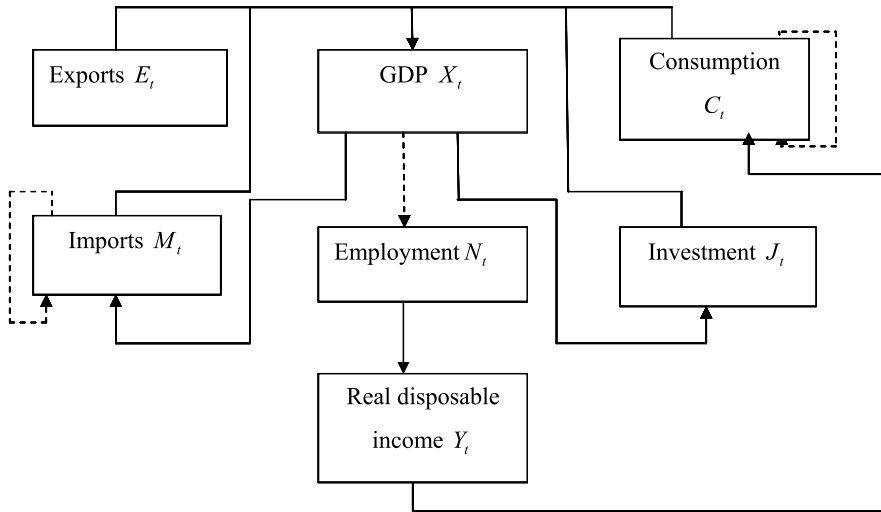 Exports E_t
GDP X_t
Consumption
C_t
Imports M_t
Employment N_t
Investment J_t
Real disposable
income Y_t